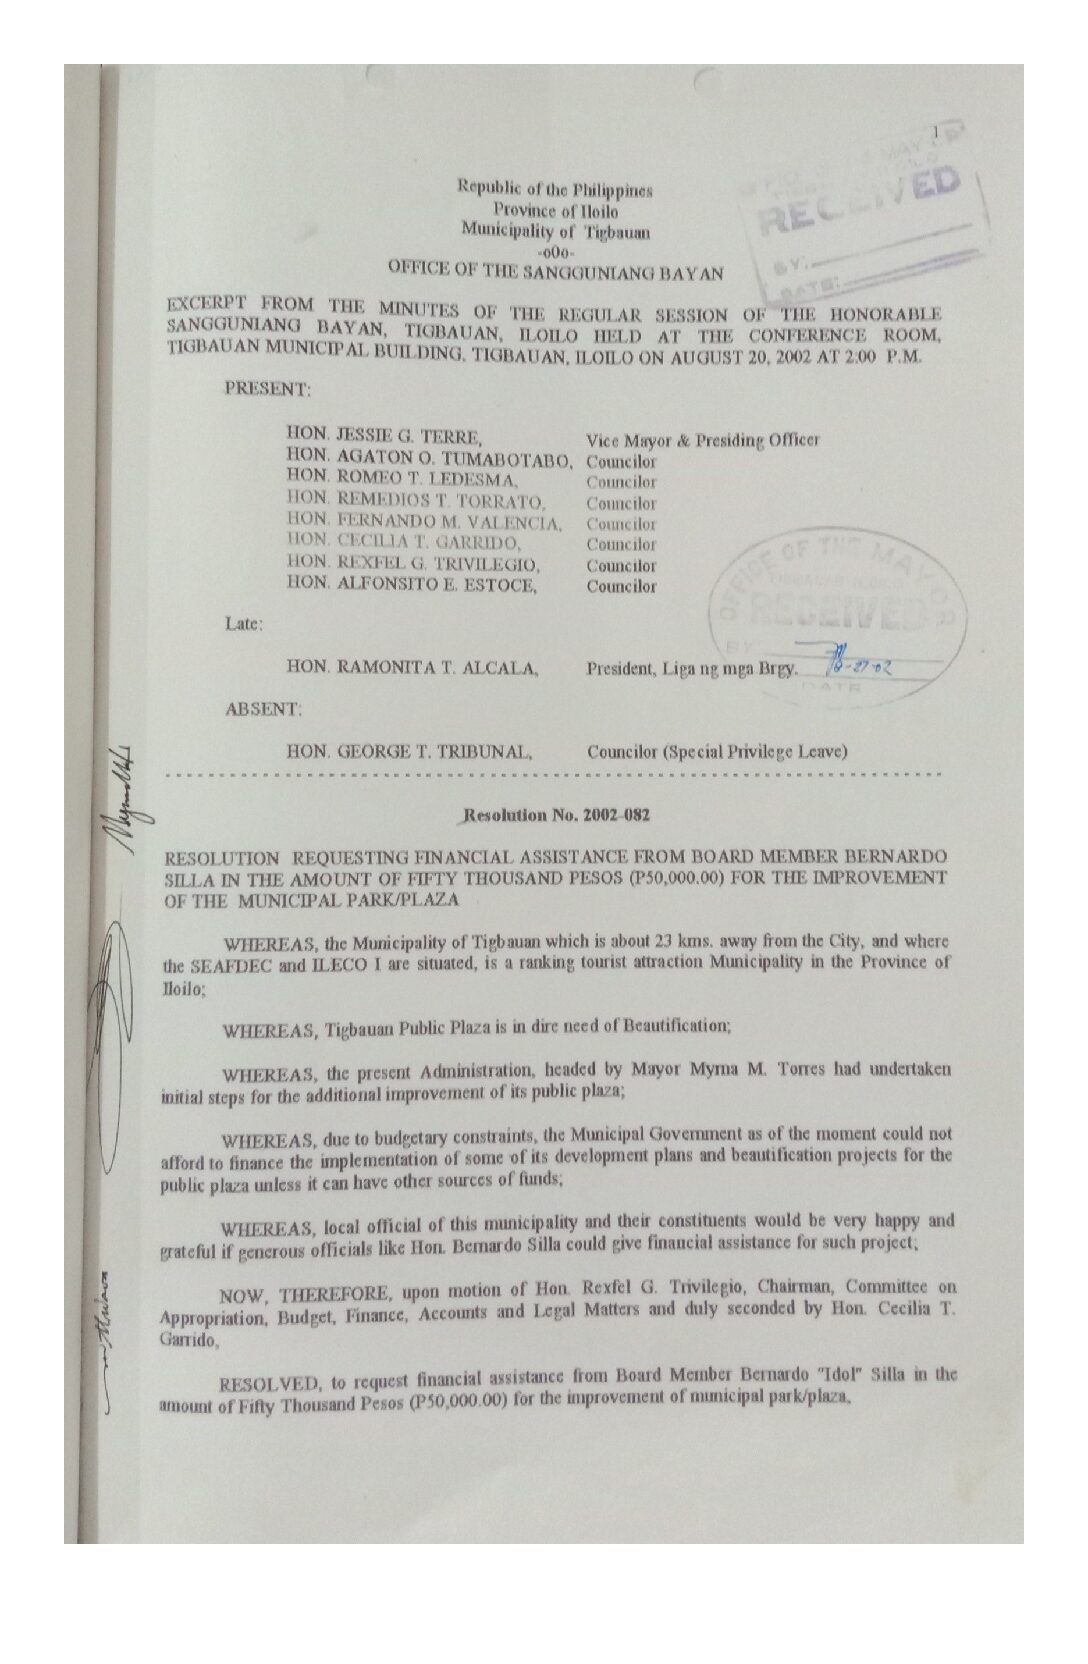 1
RECEIVED
BY:
DATE:
Republic of the Philippines
Province of Iloilo
Municipality of Tigbauan
-o0o-
OFFICE OF THE SANGGUNIANG BAYAN
EXCERPT FROM THE MINUTES OF THE REGULAR SESSION OF THE HONORABLE
SANGGUNIANG BAYAN, TIGBAUAN, ILOILO HELD AT THE CONFERENCE ROOM,
TIGBAUAN MUNICIPAL BUILDING, TIGBAUAN, ILOILO ON AUGUST 20, 2002 AT 2:00 P.M.
PRESENT:
HON. JESSIE G. TERRE, Vice Mayor & Presiding Officer
HON. AGATON O. TUMABOTABO, Councilor
HON. ROMEO T. LEDESMA, Councilor
HON. REMEDIOS T. TORRATO, Councilor
HON. FERNANDO M. VALENCIA, Councilor
HON. CECILIA T. GARRIDO, Councilor
HON. REXFEL G. TRIVILEGIO, Councilor
HON. ALFONSITO E. ESTOCE, Councilor
OFFICE OF THE MAYOR
RECEIVED
BY
8-27-02
DATE
Late:
HON. RAMONITA T. ALCALA, President, Liga ng mga Brgy.
ABSENT:
HON. GEORGE T. TRIBUNAL, Councilor (Special Privilege Leave)
Resolution No. 2002-082
RESOLUTION REQUESTING FINANCIAL ASSISTANCE FROM BOARD MEMBER BERNARDO
SILLA IN THE AMOUNT OF FIFTY THOUSAND PESOS (P50,000.00) FOR THE IMPROVEMENT
OF THE MUNICIPAL PARK/PLAZA
WHEREAS, the Municipality of Tigbauan which is about 23 kms. away from the City, and where
the SEAFDEC and ILECO I are situated, is a ranking tourist attraction Municipality in the Province of
Iloilo;
WHEREAS, Tigbauan Public Plaza is in dire need of Beautification;
WHEREAS, the present Administration, headed by Mayor Myrna M. Torres had undertaken
initial steps for the additional improvement of its public plaza;
WHEREAS, due to budgetary constraints, the Municipal Government as of the moment could not
afford to finance the implementation of some of its development plans and beautification projects for the
public plaza unless it can have other sources of funds;
WHEREAS, local official of this municipality and their constituents would be very happy and
grateful if generous officials like Hon. Bernardo Silla could give financial assistance for such project;
NOW, THEREFORE, upon motion of Hon. Rexfel G. Trivilegio, Chairman, Committee on
Appropriation, Budget, Finance, Accounts and Legal Matters and duly seconded by Hon. Cecilia T.
Garrido,
RESOLVED, to request financial assistance from Board Member Bernardo "Idol" Silla in the
amount of Fifty Thousand Pesos (P50,000.00) for the improvement of municipal park/plaza.